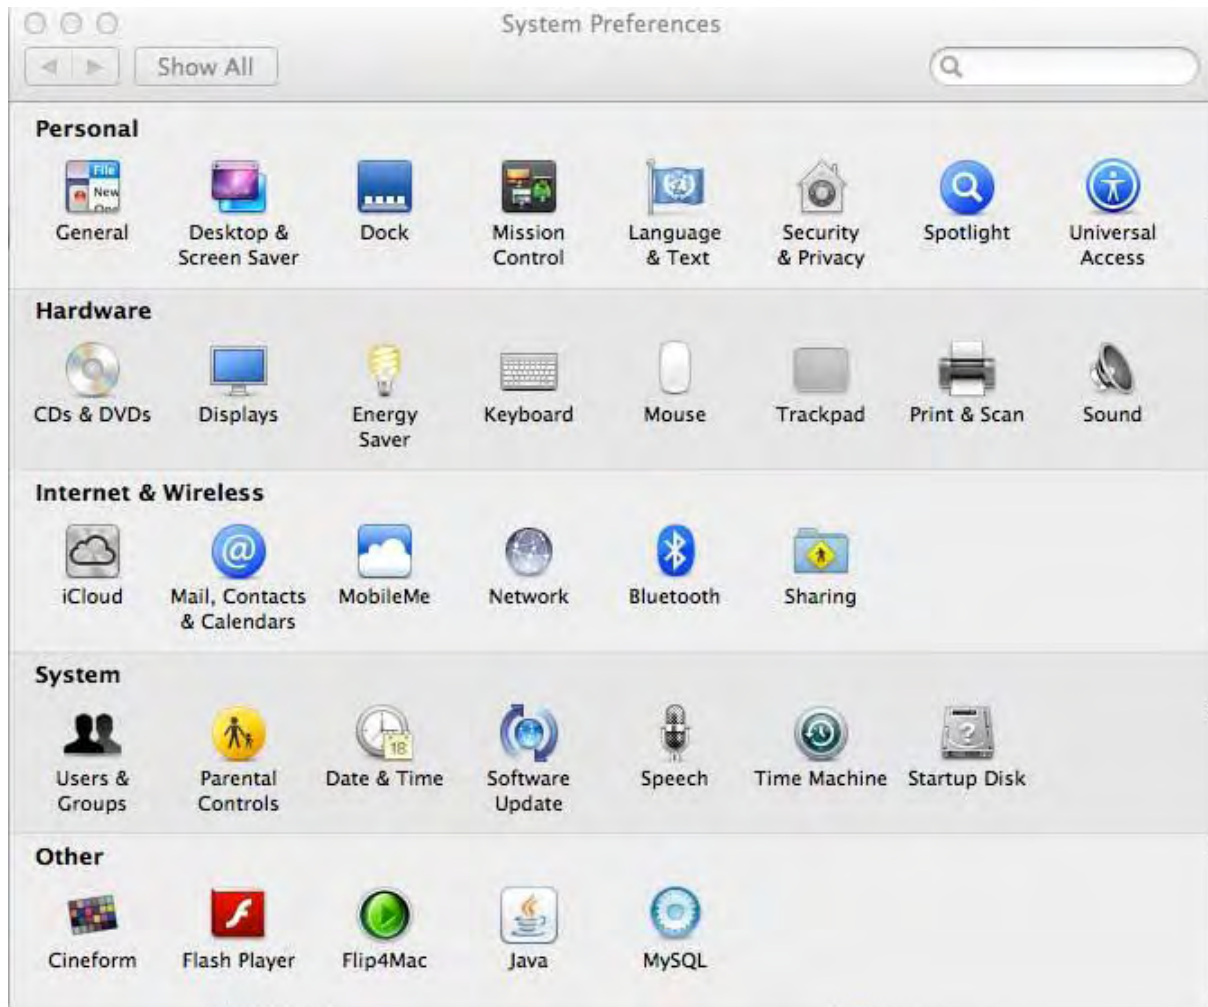 System Preferences
Show All
Personal
File
New
General
Desktop &
Screen Saver
Dock
Mission
Control
Language
& Text
Security
& Privacy
Spotlight
Universal
Access
Hardware
CDs & DVDs
Displays
Energy
Saver
Keyboard
Mouse
Trackpad
Print & Scan
Sound
Internet & Wireless
iCloud
@
Mail, Contacts
& Calendars
MobileMe
Network
Bluetooth
Sharing
System
Users &
Groups
Parental
Controls
18
Date & Time
Software
Update
Speech
Time Machine
?
Startup Disk
Other
Cineform
Flash Player
Flip4Mac
Java
MySQL